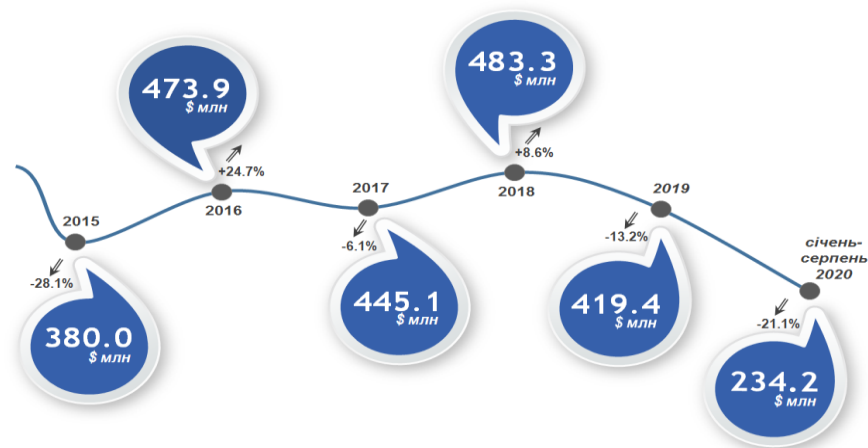 473.9
$ млн
+24.7%
2016
483.3
$ млн
+8.6%
2018
2015
-28.1%
380.0
$ млн
2017
-6.1%
445.1
$ млн
2019
-13.2%
419.4
$ млн
січень-
серпень
2020
-21.1%
234.2
$ млн